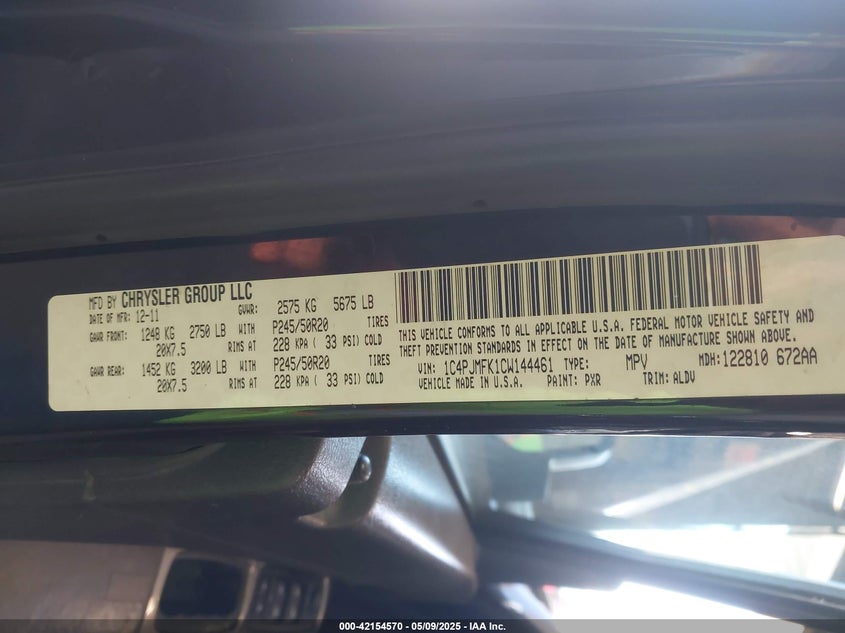 MFD BY CHRYSLER GROUP LLC
DATE OF MFR: 12-11 GVWR: 2575 KG 5675 LB
GAWR FRONT: 1248 KG 2750 LB WITH P245/50R20 TIRES
20X7.5 RIMS AT 228 KPA ( 33 PSI) COLD
GAWR REAR: 1452 KG 3200 LB WITH P245/50R20 TIRES
20X7.5 RIMS AT 228 KPA ( 33 PSI) COLD
THIS VEHICLE CONFORMS TO ALL APPLICABLE U.S.A. FEDERAL MOTOR VEHICLE SAFETY AND
THEFT PREVENTION STANDARDS IN EFFECT ON THE DATE OF MANUFACTURE SHOWN ABOVE.
VIN: 1C4PJMFK1CW144461 TYPE: MPV MDH:122810 672AA
VEHICLE MADE IN U.S.A. PAINT: PXR TRIM: ALDV
000-42154570 - 05/09/2025 - IAA Inc.